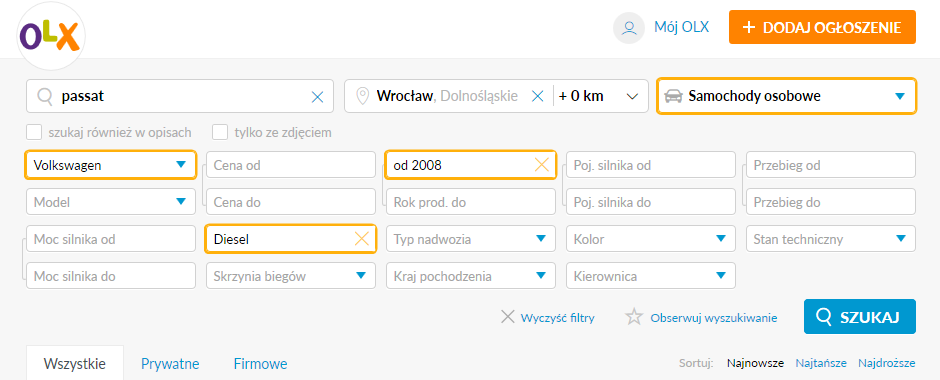 OLX
Mój OLX
+ DODAJ OGŁOSZENIE
passat
Wrocław, Dolnośląskie
+ 0 km
Samochody osobowe
szukaj również w opisach
tylko ze zdjęciem
Volkswagen
Cena od
od 2008
Poj. silnika od
Przebieg od
Model
Cena do
Rok prod. do
Poj. silnika do
Przebieg do
Moc silnika od
Diesel
Typ nadwozia
Kolor
Stan techniczny
Moc silnika do
Skrzynia biegów
Kraj pochodzenia
Kierownica
Wyczyść filtry
Obserwuj wyszukiwanie
SZUKAJ
Wszystkie
Prywatne
Firmowe
Sortuj:
Najnowsze
Najtańsze
Najdroższe